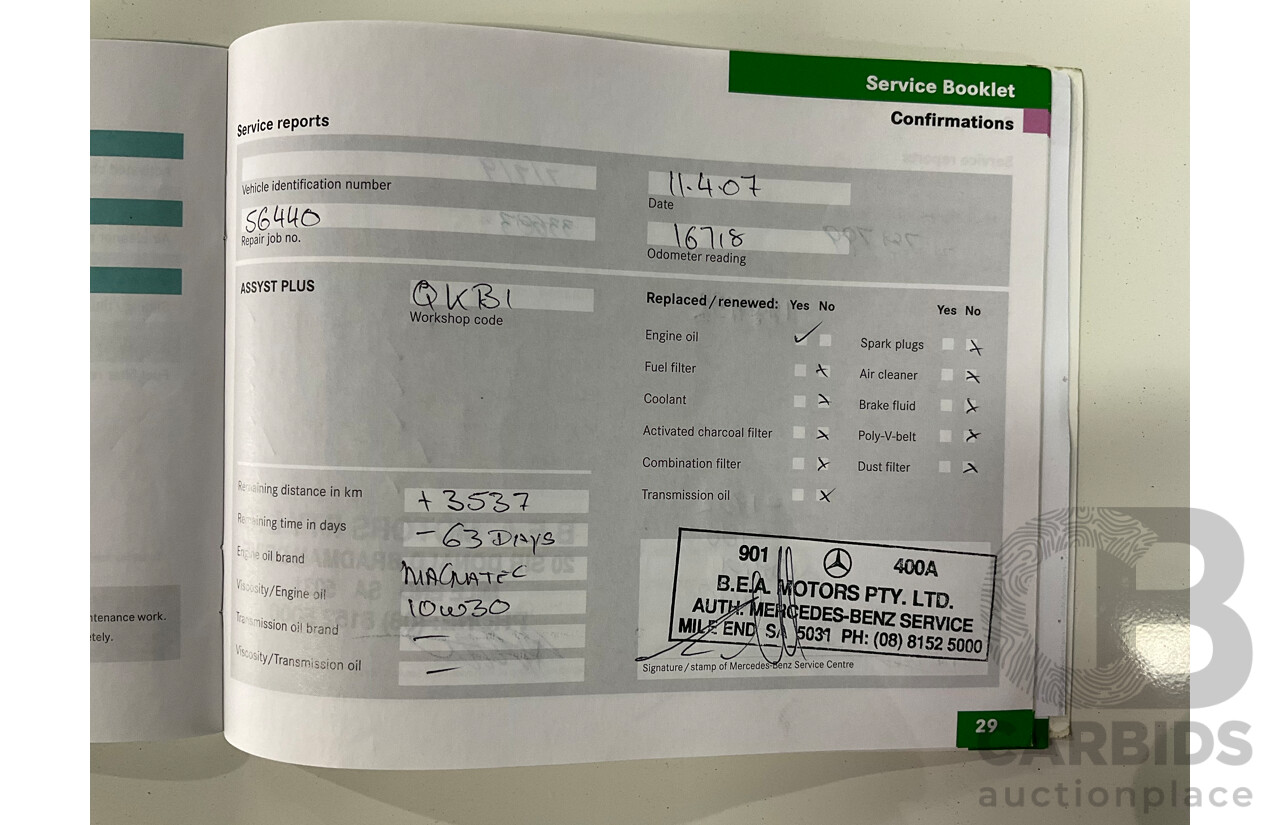 Service Booklet
Confirmations
Service reports
Vehicle identification number
11.4.07
Date
56440
Repair job no.
16718
Odometer reading
ASSYST PLUS
QKB1
Workshop code
Replaced/renewed: Yes No
Yes No
Engine oil
Spark plugs
Fuel filter
Air cleaner
Coolant
Brake fluid
Activated charcoal filter
Poly-V-belt
Combination filter
Dust filter
Transmission oil
Remaining distance in km
+3537
Remaining time in days
-63 DAYS
Engine oil brand
MAGNATEC
Viscosity/Engine oil
10W30
Transmission oil brand
—
Viscosity/Transmission oil
—
901 400A
B.E.A. MOTORS PTY. LTD.
AUTH. MERCEDES-BENZ SERVICE
MILE END SA 5031 PH: (08) 8152 5000
Signature/stamp of Mercedes-Benz Service Centre
ntenance work.
etely.
29
CARBIDS
auctionplace